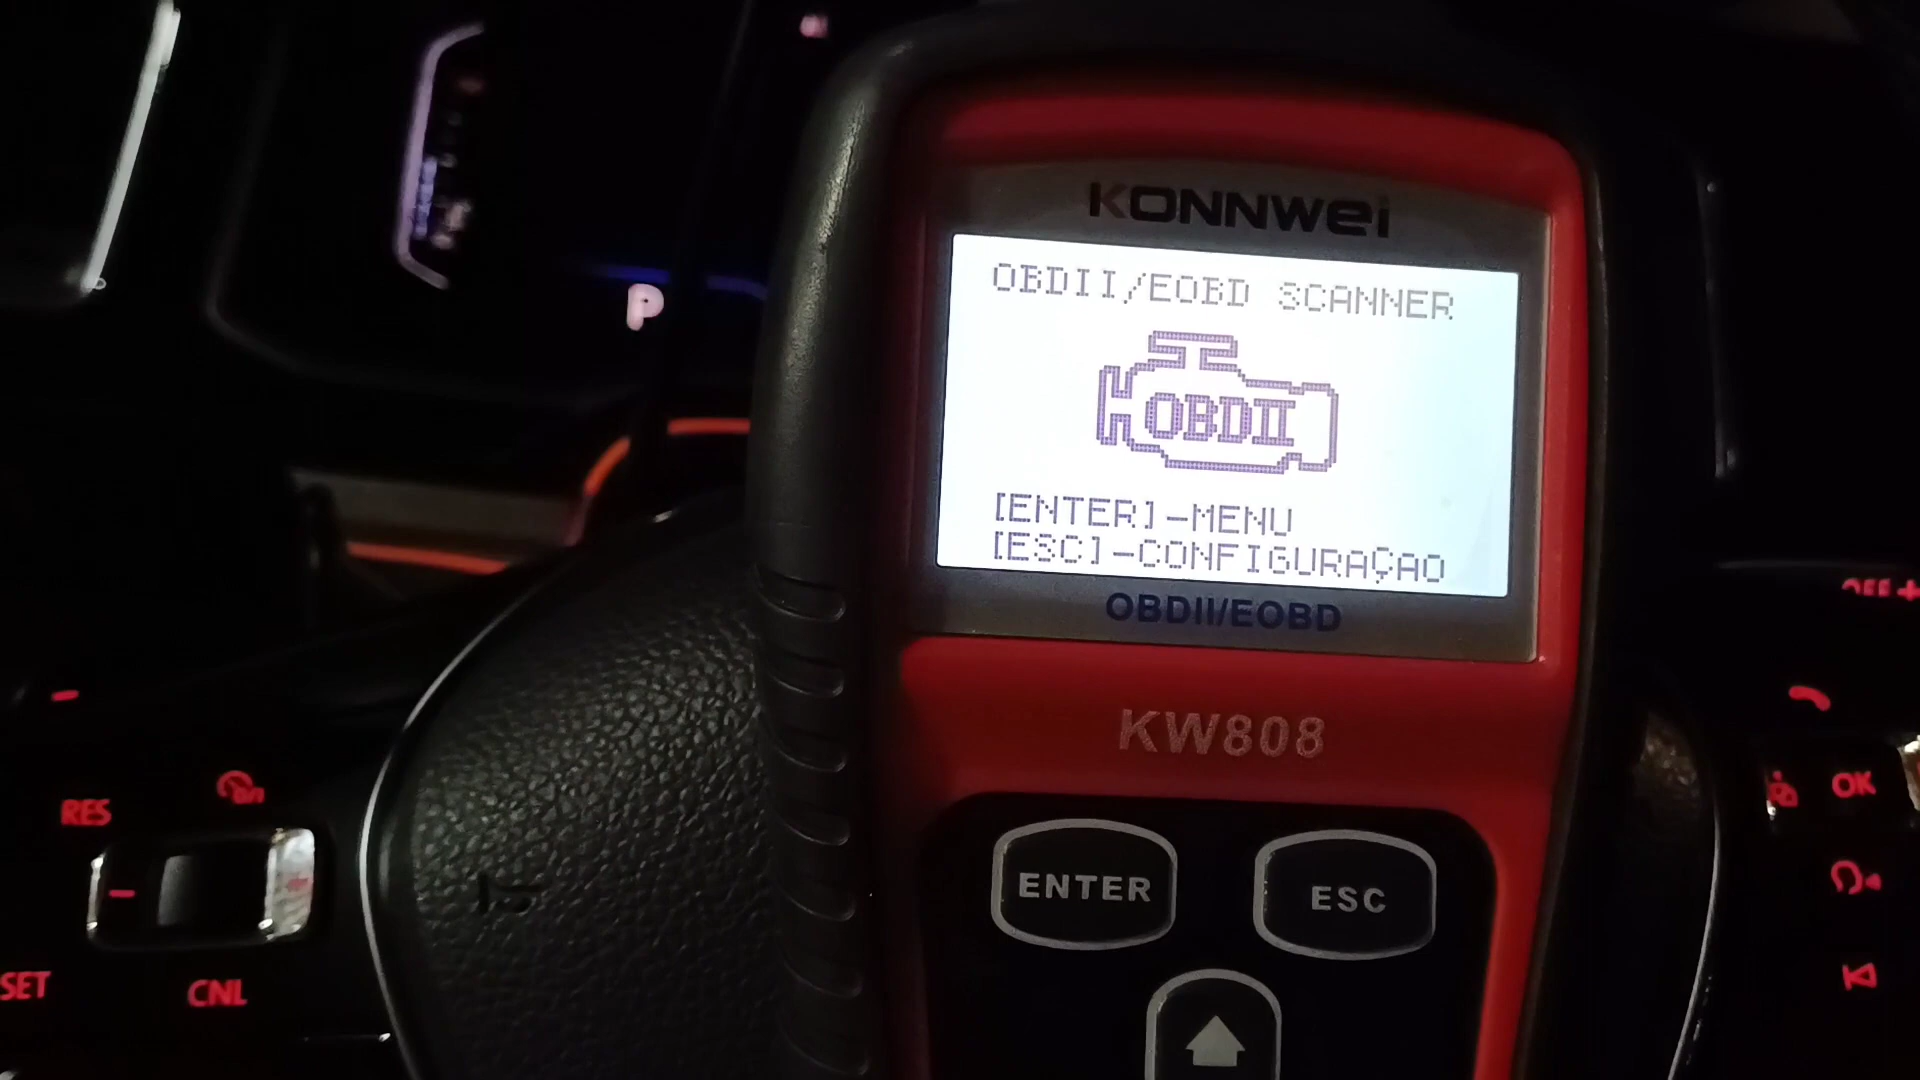 KONNWEI
OBDII/EOBD SCANNER
OBDII
[ENTER]-MENU
[ESC]-CONFIGURAÇAO
OBDII/EOBD
KW808
ENTER
ESC
P
RES
SET
CNL
OK